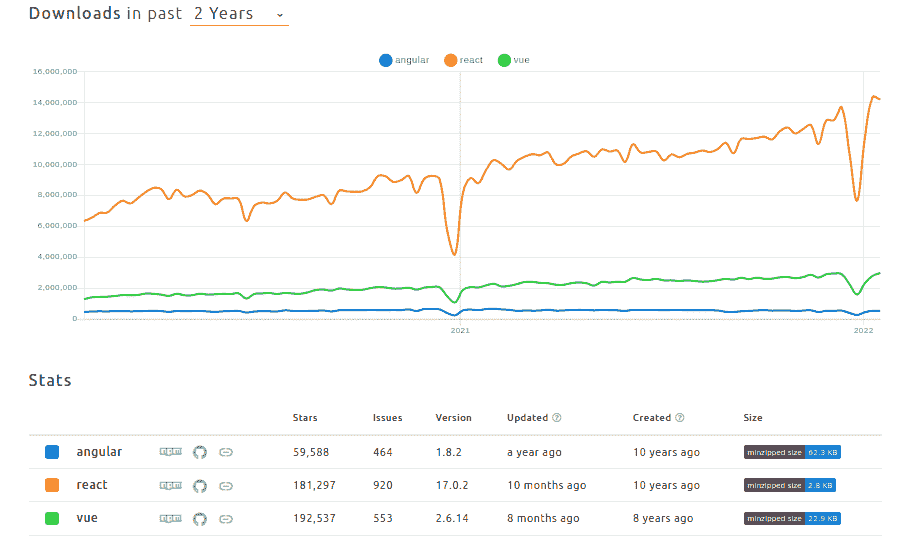 Downloads in past 2 Years
angular react vue
16,000,000
14,000,000
12,000,000
10,000,000
8,000,000
6,000,000
4,000,000
2,000,000
0
2021 2022
Stats
Stars Issues Version Updated ? Created ? Size
angular npm 59,588 464 1.8.2 a year ago 10 years ago minzipped size 62.3 KB
react npm 181,297 920 17.0.2 10 months ago 10 years ago minzipped size 2.8 KB
vue npm 192,537 553 2.6.14 8 months ago 8 years ago minzipped size 22.9 KB